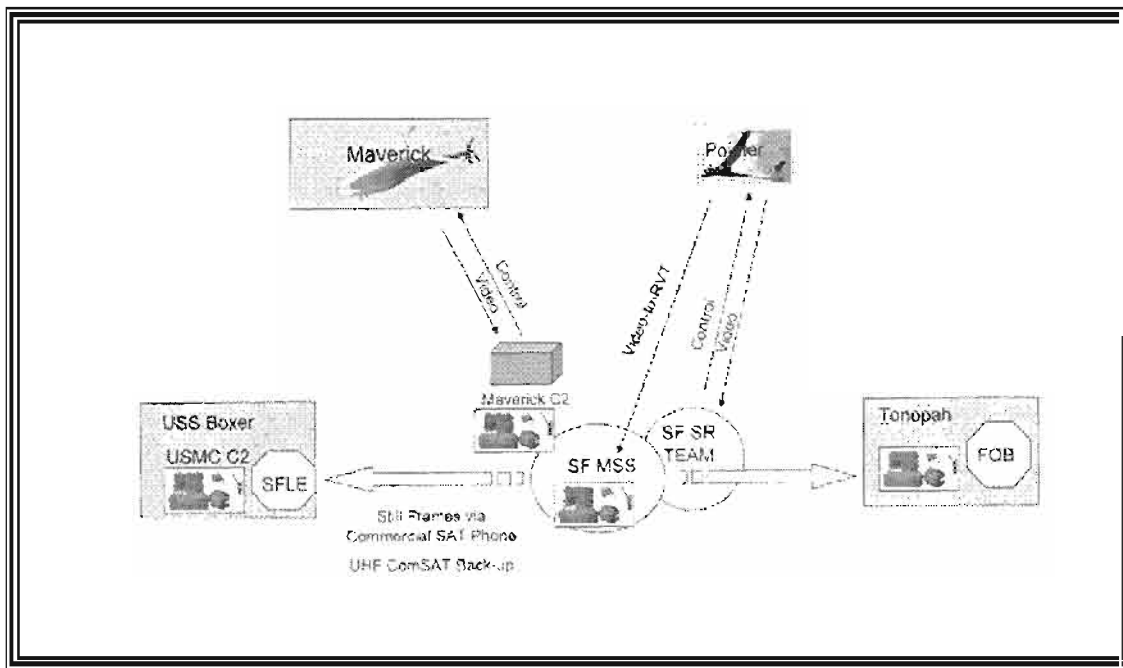 Maverick
Pointer
Control
Video
Video-to-RVT
Control
Video
Maverick C2
USS Boxer
USMC C2
SFLE
SF MSS
SF SR
TEAM
Tonopah
FOB
Still Frames via
Commercial SAT Phone
UHF ComSAT Back-up